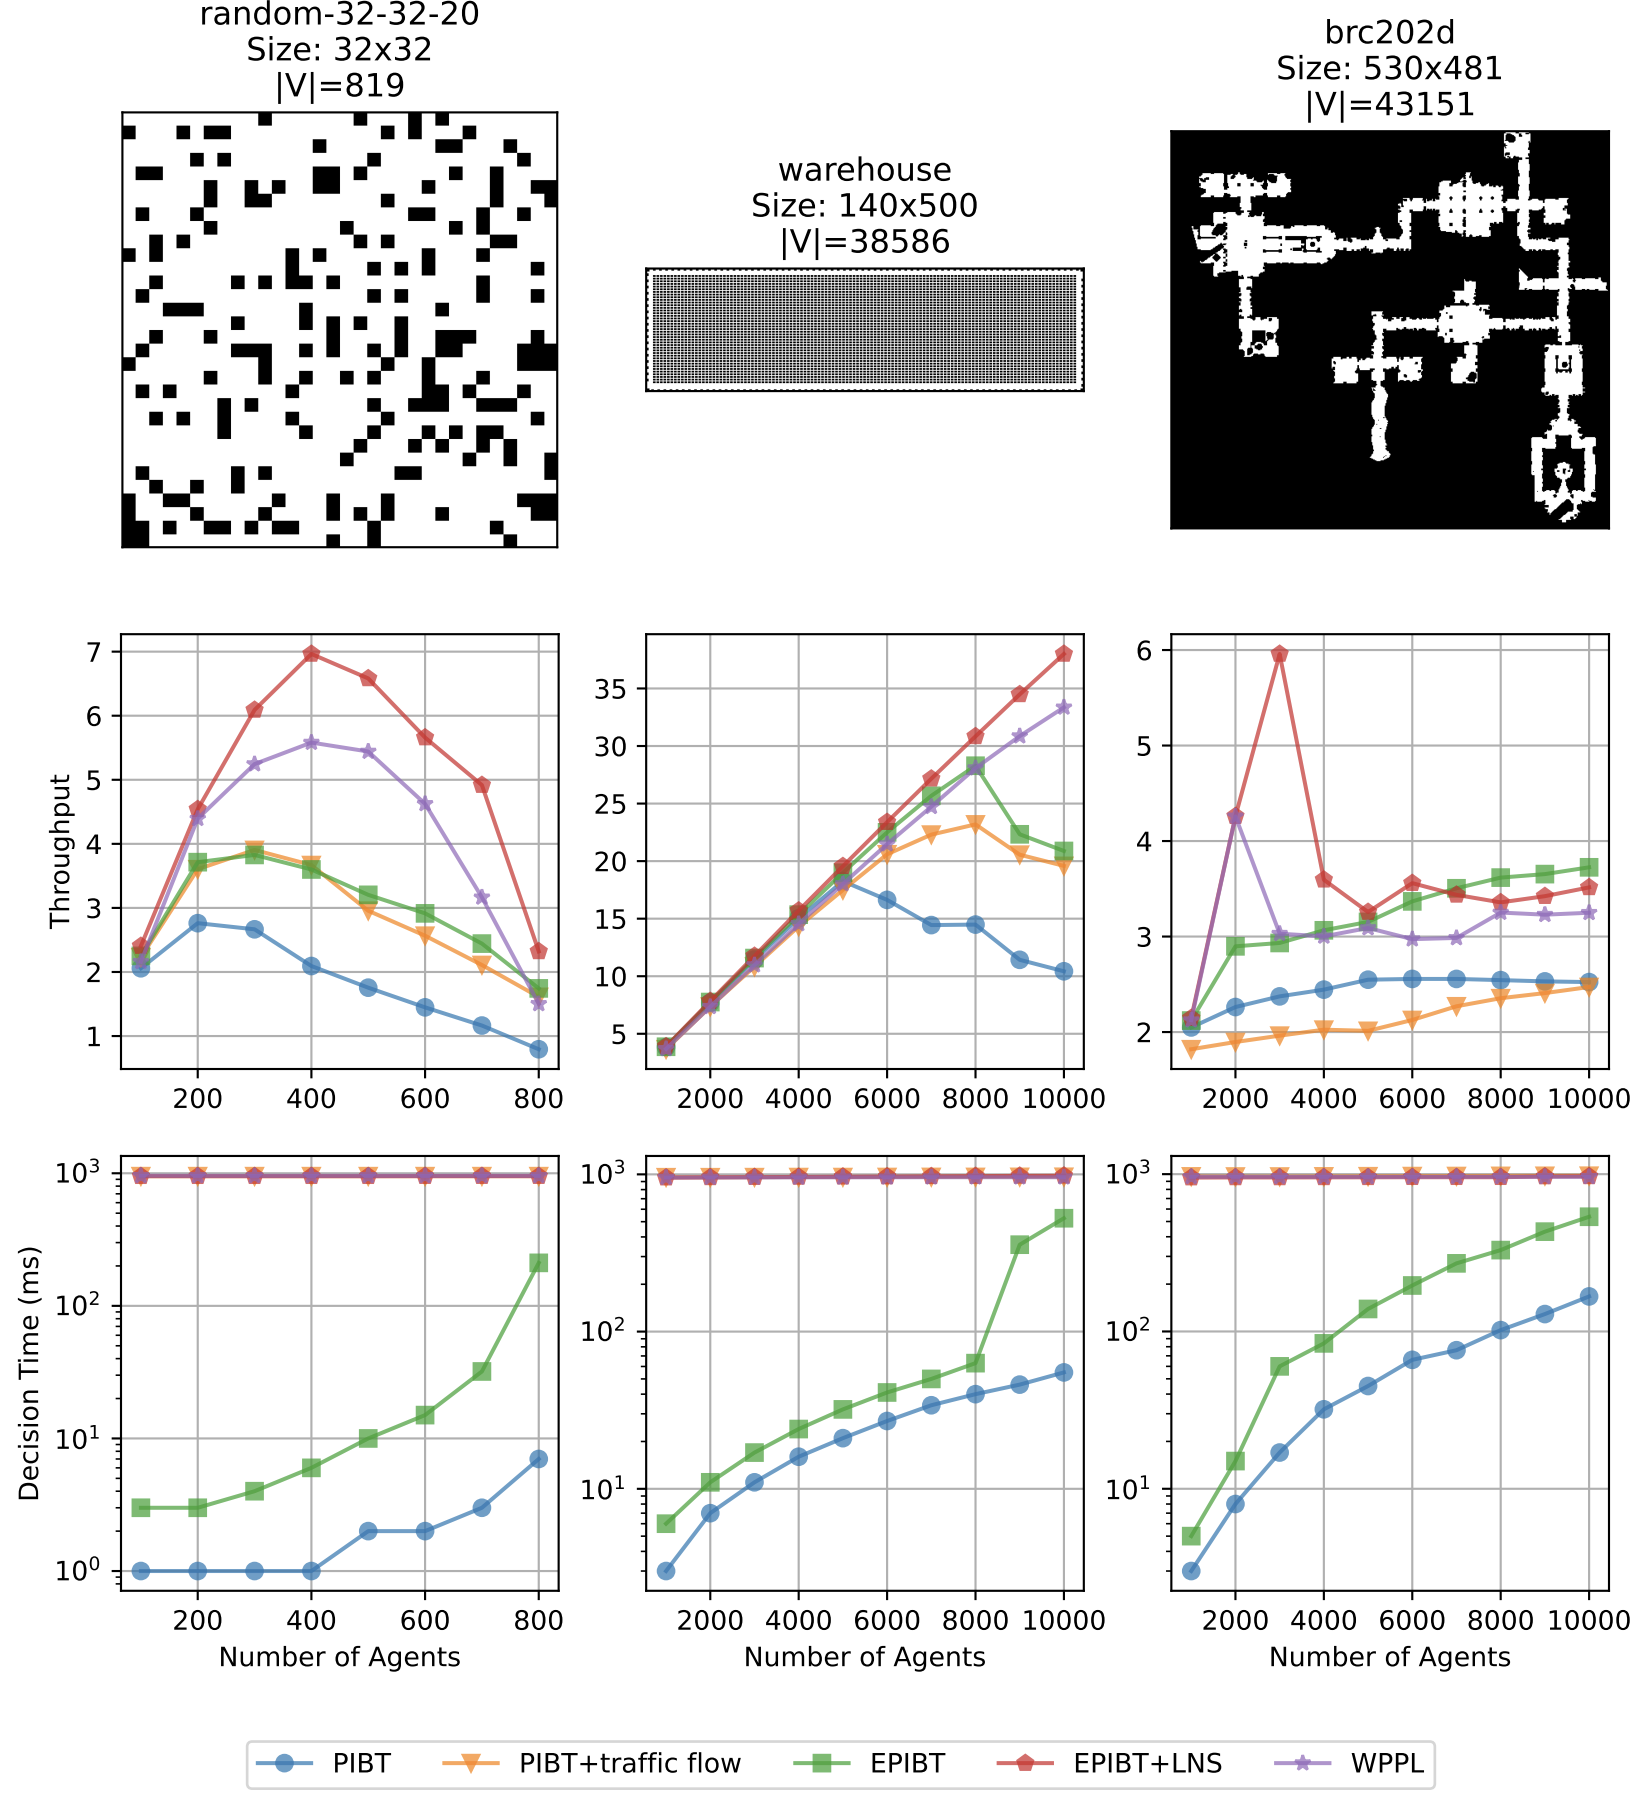 random-32-32-20
Size: 32x32
|V|=819
warehouse
Size: 140x500
|V|=38586
brc202d
Size: 530x481
|V|=43151
Throughput
7
6
5
4
3
2
1
200 400 600 800
35
30
25
20
15
10
5
2000 4000 6000 8000 10000
6
5
4
3
2
2000 4000 6000 8000 10000
Decision Time (ms)
10³
10²
10¹
10⁰
200 400 600 800
Number of Agents
10³
10²
10¹
2000 4000 6000 8000 10000
Number of Agents
10³
10²
10¹
2000 4000 6000 8000 10000
Number of Agents
PIBT PIBT+traffic flow EPIBT EPIBT+LNS WPPL